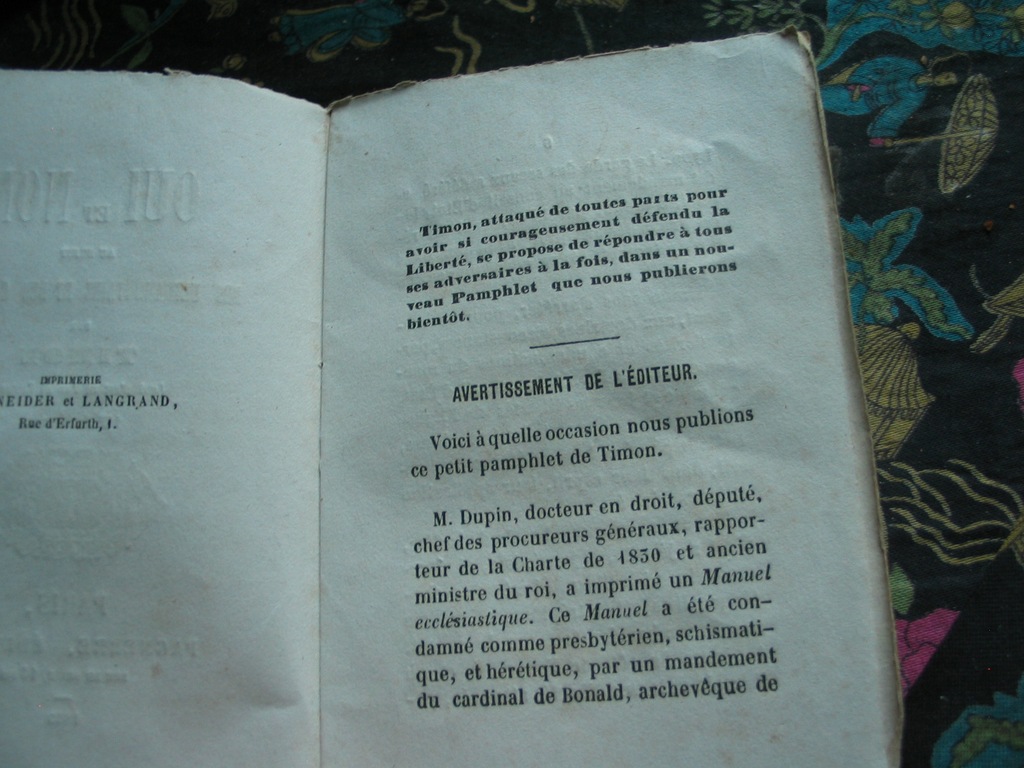 IMPRIMERIE
et LANGRAND,
Rue d'Erfurth, 1.
Timon, attaqué de toutes parts pour
avoir si courageusement défendu la
Liberté, se propose de répondre à tous
ses adversaires à la fois, dans un nou-
veau Pamphlet que nous publierons
bientôt.
AVERTISSEMENT DE L'ÉDITEUR.
Voici à quelle occasion nous publions
ce petit pamphlet de Timon.
M. Dupin, docteur en droit, député,
chef des procureurs généraux, rappor-
teur de la Charte de 1830 et ancien
ministre du roi, a imprimé un Manuel
ecclésiastique. Ce Manuel a été con-
damné comme presbytérien, schismati-
que, et hérétique, par un mandement
du cardinal de Bonald, archevêque de